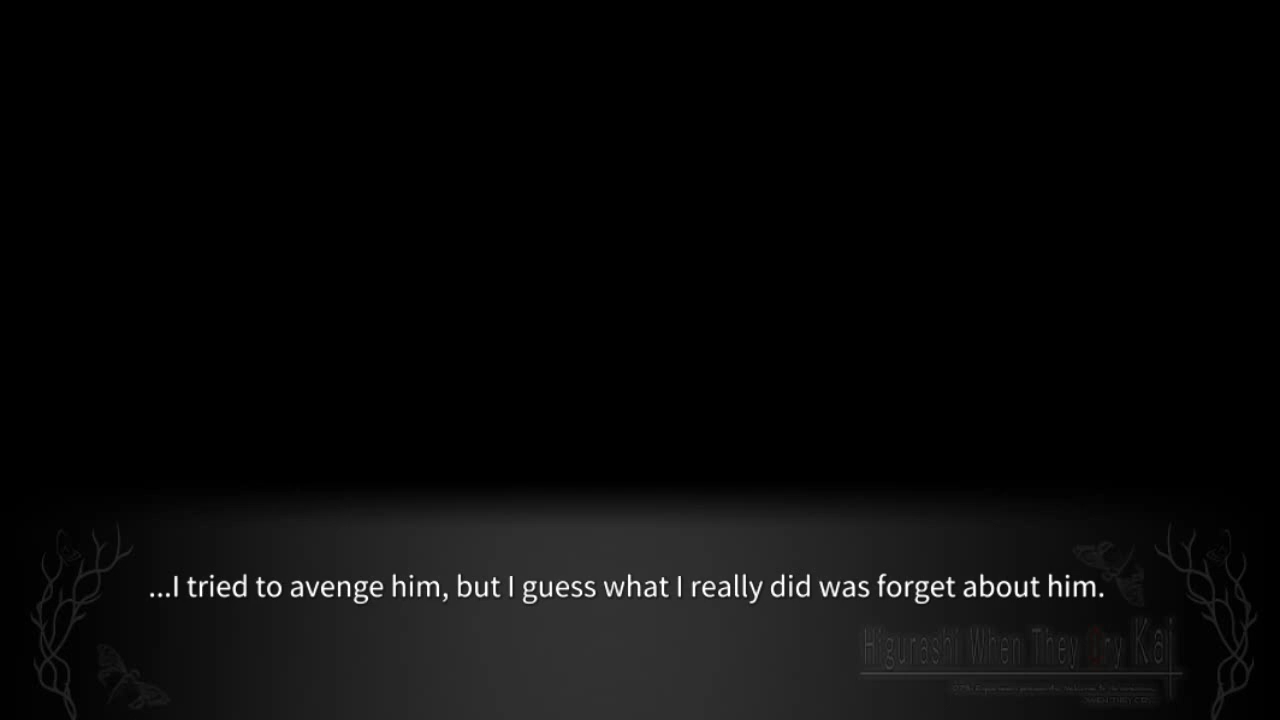 ...I tried to avenge him, but I guess what I really did was forget about him.
Higurashi When They Cry Kai